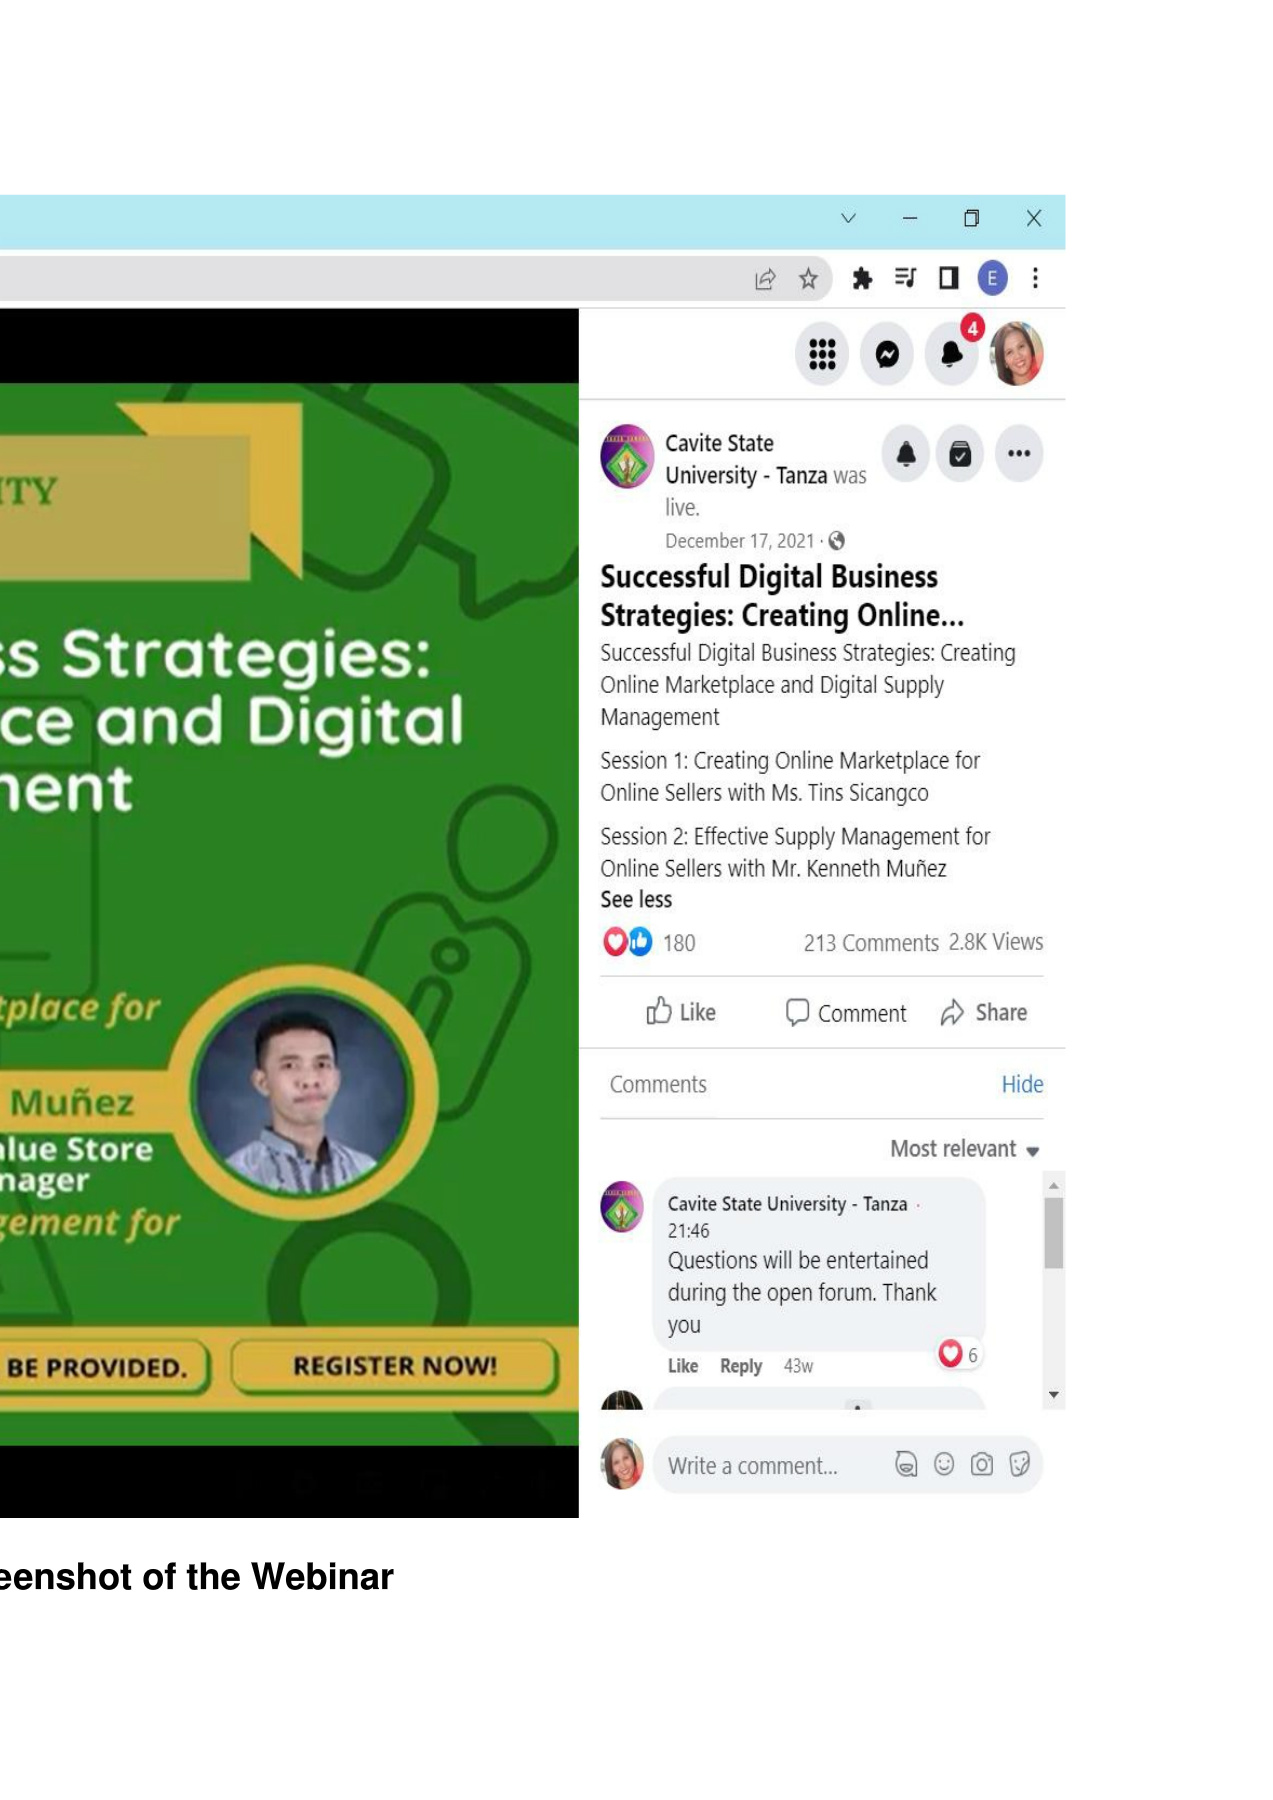 E
4
ITY
ss Strategies:
ce and Digital
nent
tplace for
Muñez
alue Store
nager
gement for
BE PROVIDED.
REGISTER NOW!
Cavite State
University - Tanza was
live.
December 17, 2021 ·
Successful Digital Business
Strategies: Creating Online...
Successful Digital Business Strategies: Creating
Online Marketplace and Digital Supply
Management
Session 1: Creating Online Marketplace for
Online Sellers with Ms. Tins Sicangco
Session 2: Effective Supply Management for
Online Sellers with Mr. Kenneth Muñez
See less
180 213 Comments 2.8K Views
Like Comment Share
Comments Hide
Most relevant
Cavite State University - Tanza ·
21:46
Questions will be entertained
during the open forum. Thank
you
6
Like Reply 43w
Write a comment...
eenshot of the Webinar